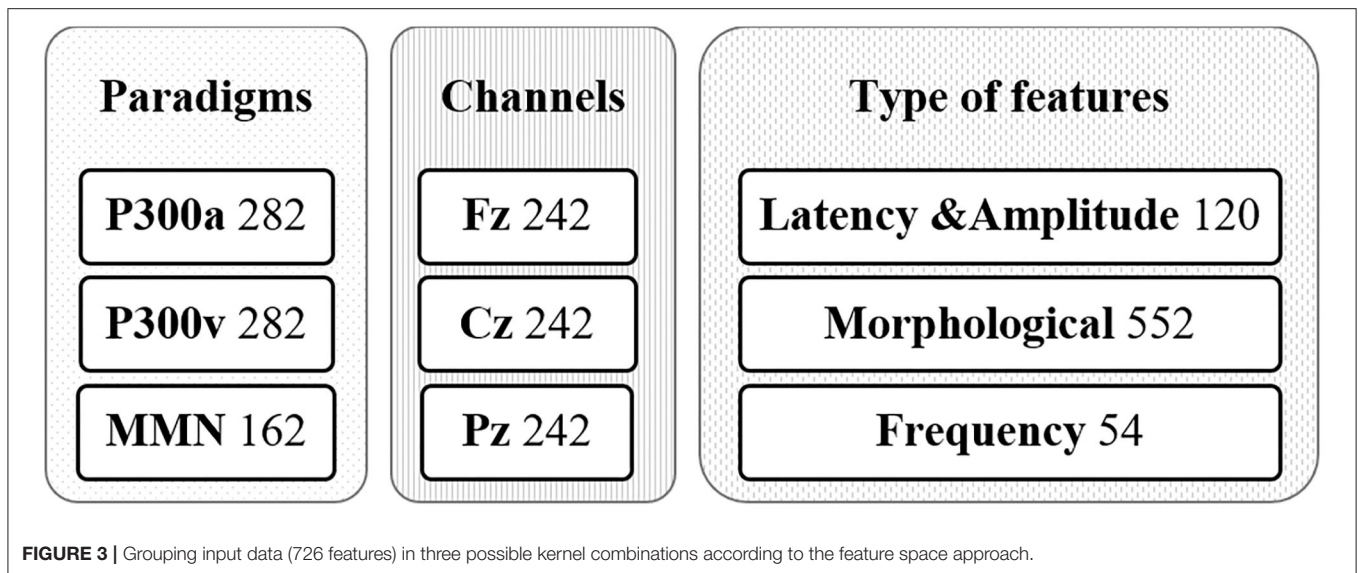 Paradigms
P300a 282
P300v 282
MMN 162
Channels
Fz 242
Cz 242
Pz 242
Type of features
Latency &Amplitude 120
Morphological 552
Frequency 54
FIGURE 3 | Grouping input data (726 features) in three possible kernel combinations according to the feature space approach.